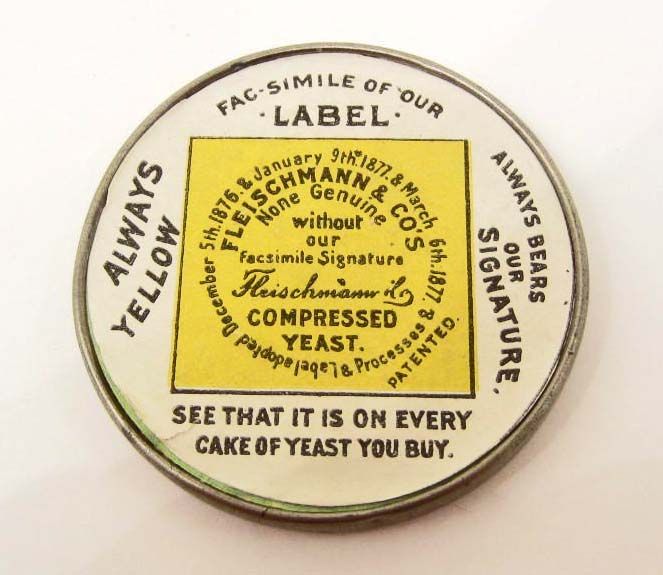 FAC-SIMILE OF OUR
·LABEL·
ALWAYS
YELLOW
ALWAYS BEARS
OUR
SIGNATURE.
Label adopted December 5th. 1876. & January 9th. 1877. & March 6th. 1877. & Processes &
PATENTED.
FLEISCHMANN & CO'S
None Genuine
without
our
Facsimile Signature
Fleischmann & Co
COMPRESSED
YEAST.
SEE THAT IT IS ON EVERY
CAKE OF YEAST YOU BUY.